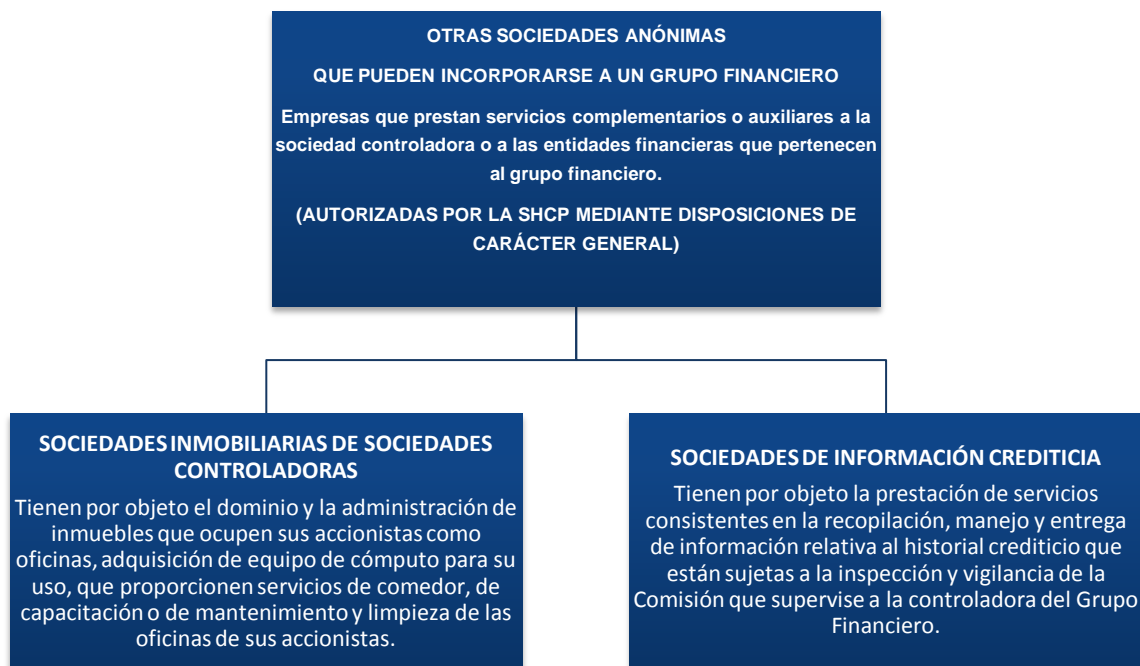 OTRAS SOCIEDADES ANÓNIMAS
QUE PUEDEN INCORPORARSE A UN GRUPO FINANCIERO
Empresas que prestan servicios complementarios o auxiliares a la
sociedad controladora o a las entidades financieras que pertenecen
al grupo financiero.
(AUTORIZADAS POR LA SHCP MEDIANTE DISPOSICIONES DE
CARÁCTER GENERAL)
SOCIEDADES INMOBILIARIAS DE SOCIEDADES
CONTROLADORAS
Tienen por objeto el dominio y la administración de
inmuebles que ocupen sus accionistas como
oficinas, adquisición de equipo de cómputo para su
uso, que proporcionen servicios de comedor, de
capacitación o de mantenimiento y limpieza de las
oficinas de sus accionistas.
SOCIEDADES DE INFORMACIÓN CREDITICIA
Tienen por objeto la prestación de servicios
consistentes en la recopilación, manejo y entrega
de información relativa al historial crediticio que
están sujetas a la inspección y vigilancia de la
Comisión que supervise a la controladora del Grupo
Financiero.